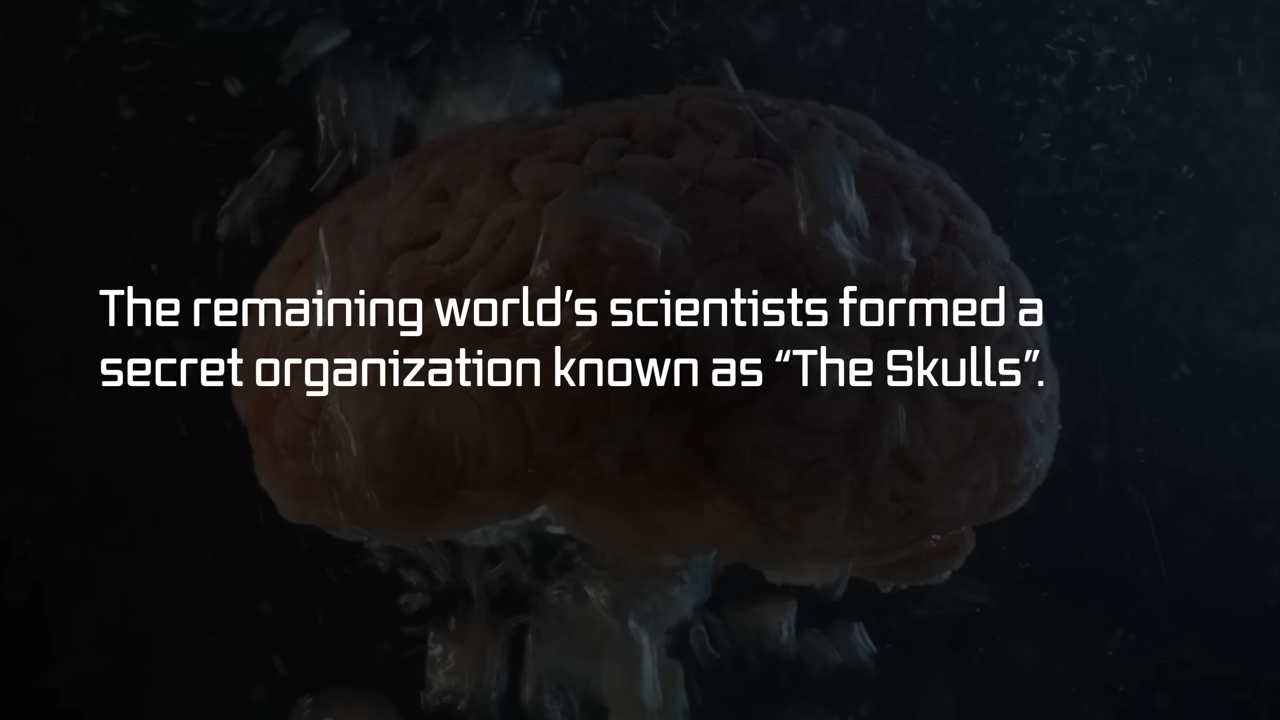 The remaining world’s scientists formed a
secret organization known as “The Skulls”.